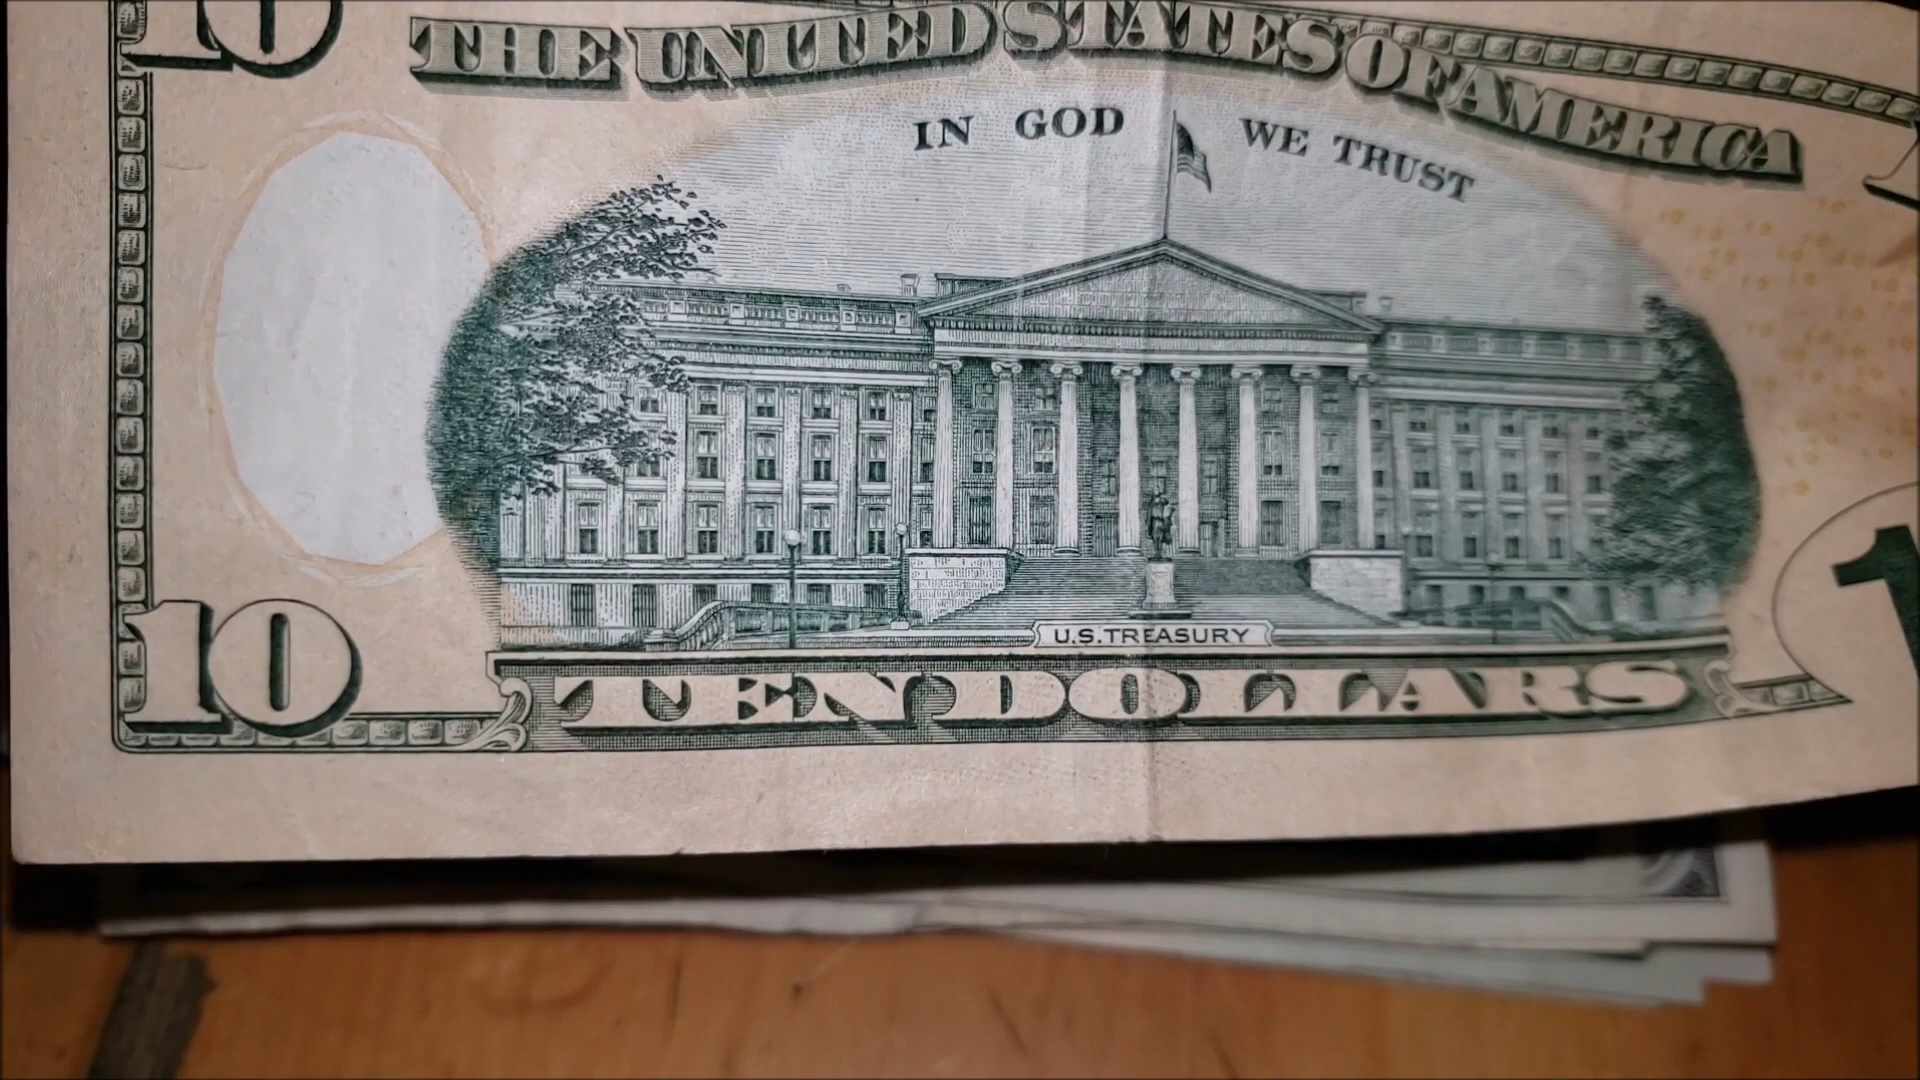 10
THE UNITED STATES OF AMERICA
IN GOD WE TRUST
U.S. TREASURY
10
TEN DOLLARS